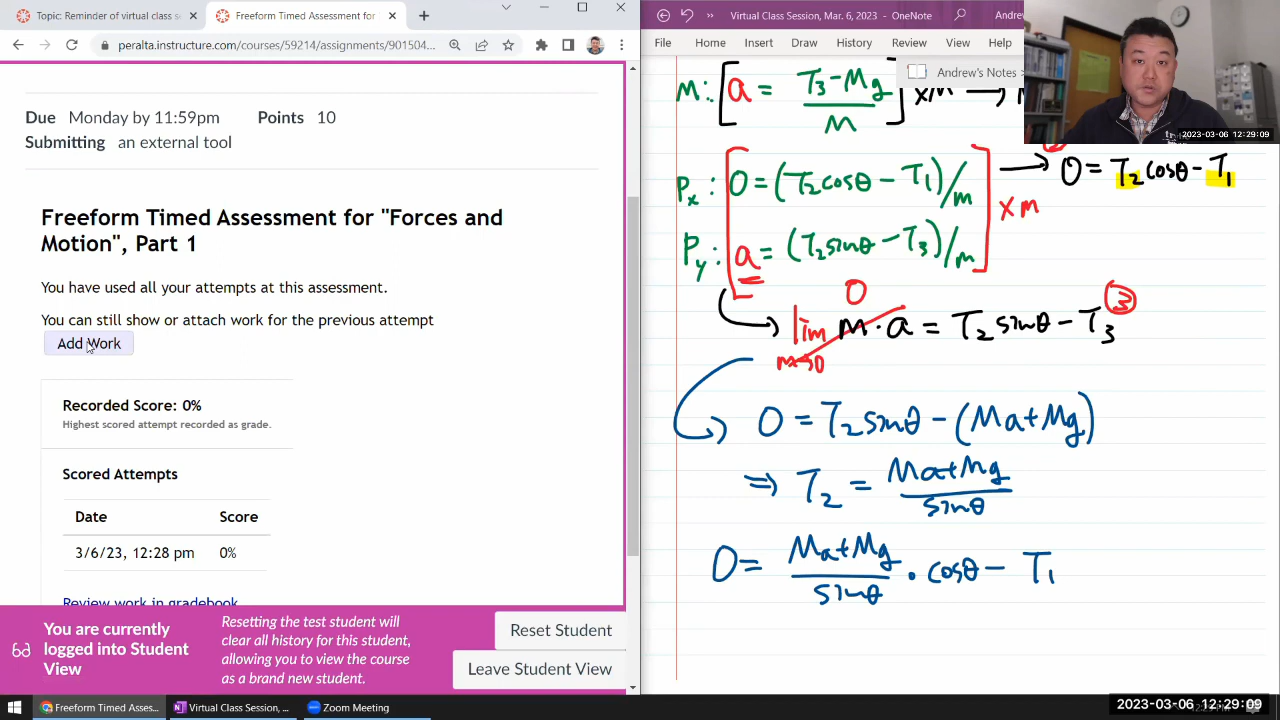 Topic: Reminder of virtual class s
Freeform Timed Assessment for
peralta.instructure.com/courses/59214/assignments/901504...
Due Monday by 11:59pm Points 10
Submitting an external tool
Freeform Timed Assessment for "Forces and
Motion", Part 1
You have used all your attempts at this assessment.
You can still show or attach work for the previous attempt
Add Work
Recorded Score: 0%
Highest scored attempt recorded as grade.
Scored Attempts
Date Score
3/6/23, 12:28 pm 0%
Review work in gradebook
You are currently
logged into Student
View
Resetting the test student will
clear all history for this student,
allowing you to view the course
as a brand new student.
Reset Student
Leave Student View
Virtual Class Session, Mar. 6, 2023 - OneNote
File Home Insert Draw History Review View Help
Andrew's Notes >
M: [a = (T₃-Mg)/M] xM →
Pₓ: [0 = (T₂cosθ - T₁)/m → 0 = T₂cosθ - T₁
Pᵧ: a = (T₂sinθ - T₃)/m] x m
lim m→0 m·a = T₂sinθ - T₃ ③
0
0 = T₂sinθ - (Ma+Mg)
⇒ T₂ = (Ma+Mg)/sinθ
0 = (Ma+Mg)/sinθ · cosθ - T₁
2023-03-06 12:29:09
Freeform Timed Asses...
Virtual Class Session, ...
Zoom Meeting
2023-03-06 12:29:09